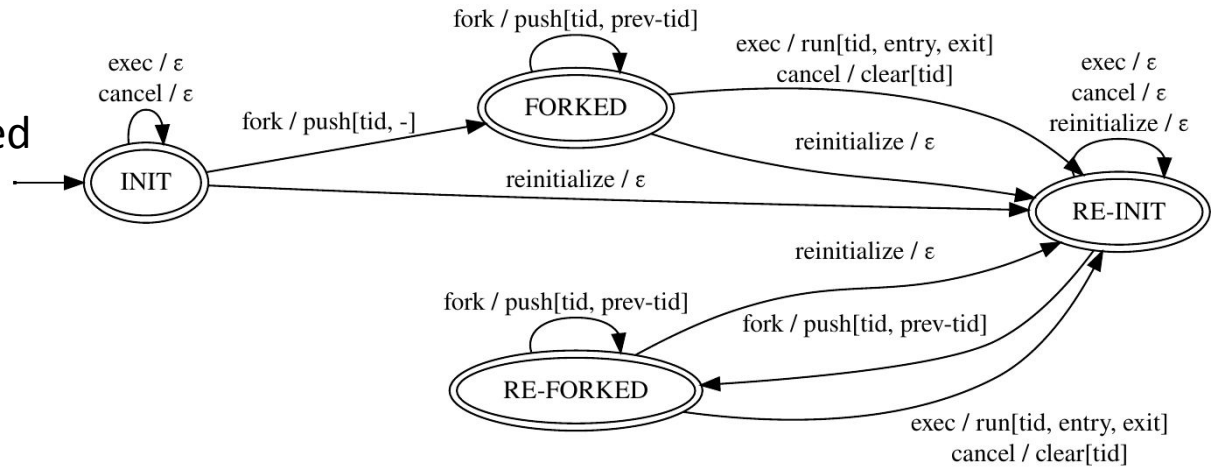 fork / push[tid, prev-tid]
exec / run[tid, entry, exit]
cancel / clear[tid]
exec / ε
cancel / ε
exec / ε
cancel / ε
reinitialize / ε
ed
fork / push[tid, -]
FORKED
reinitialize / ε
INIT
reinitialize / ε
RE-INIT
reinitialize / ε
fork / push[tid, prev-tid]
fork / push[tid, prev-tid]
RE-FORKED
exec / run[tid, entry, exit]
cancel / clear[tid]